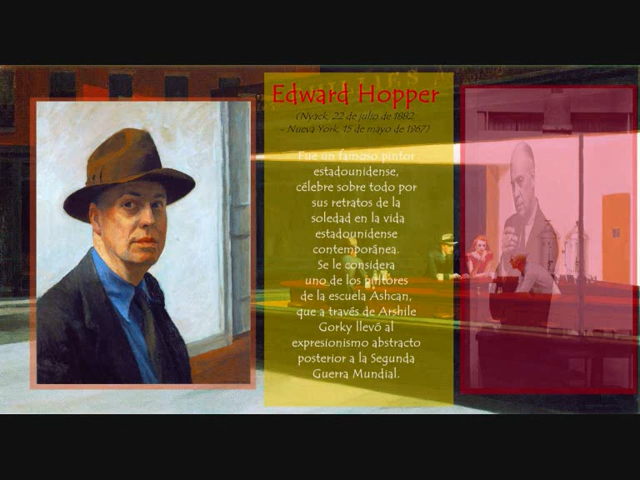 Edward Hopper
(Nyack, 22 de julio de 1882
- Nueva York, 15 de mayo de 1967)
Fue un famoso pintor
estadounidense,
célebre sobre todo por
sus retratos de la
soledad en la vida
estadounidense
contemporánea.
Se le considera
uno de los pintores
de la escuela Ashcan,
que a través de Arshile
Gorky llevó al
expresionismo abstracto
posterior a la Segunda
Guerra Mundial.